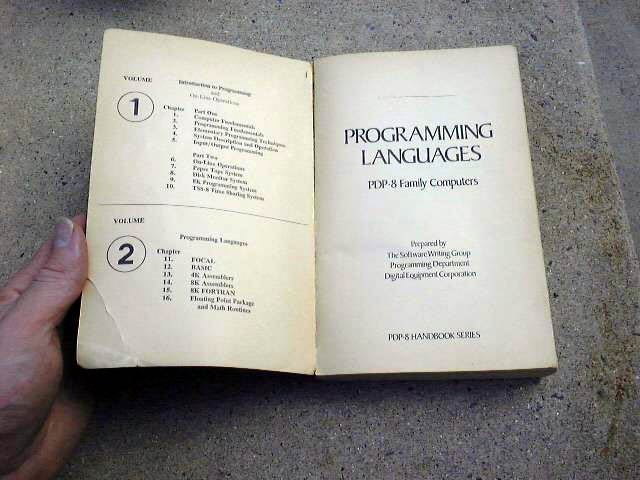 VOLUME
1
Introduction to Programming
and
On-Line Operations
Chapter Part One
1. Computer Fundamentals
2. Programming Fundamentals
3. Elementary Programming Techniques
4. System Description and Operation
5. Input/Output Programming
Part Two
6. On-Line Operations
7. Paper Tape System
8. Disk Monitor System
9. 8K Programming System
10. TSS-8 Time Sharing System
VOLUME
2
Programming Languages
Chapter
11. FOCAL
12. BASIC
13. 4K Assemblers
14. 8K Assemblers
15. 8K FORTRAN
16. Floating Point Package
and Math Routines
PROGRAMMING
LANGUAGES
PDP-8 Family Computers
Prepared by
The Software Writing Group
Programming Department
Digital Equipment Corporation
PDP-8 HANDBOOK SERIES